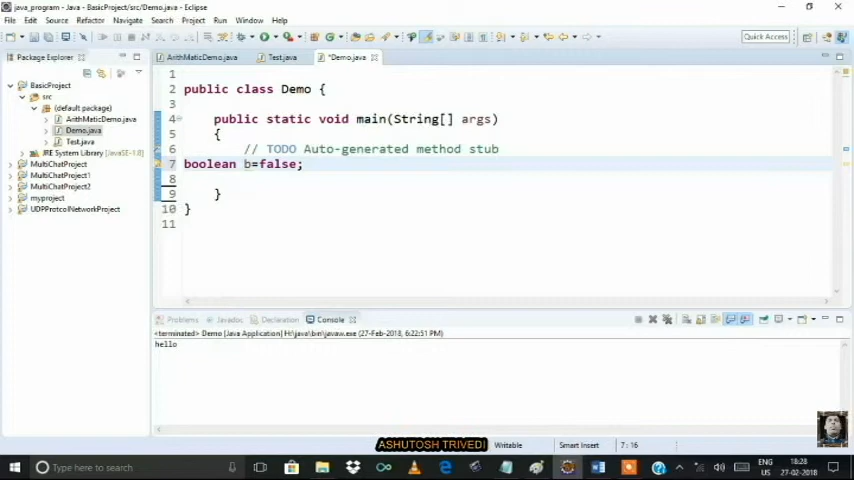 java_program - Java - BasicProject/src/Demo.java - Eclipse
File Edit Source Refactor Navigate Search Project Run Window Help
Quick Access
Package Explorer
ArithMaticDemo.java
Test.java
*Demo.java
BasicProject
src
(default package)
ArithMaticDemo.java
Demo.java
Test.java
JRE System Library [JavaSE-1.8]
MultiChatProject
MultiChatProject1
MultiChatProject2
myproject
UDPProtcolNetworkProject
1
2 public class Demo {
3
4 public static void main(String[] args)
5 {
6 // TODO Auto-generated method stub
7 boolean b=false;
8
9 }
10 }
11
Problems Javadoc Declaration Console
<terminated> Demo [Java Application] H:\java\bin\javaw.exe (27-Feb-2018, 6:22:51 PM)
hello
ASHUTOSH TRIVEDI
Writable
Smart Insert
7 : 16
Type here to search
ENG
US
18:28
27-02-2018